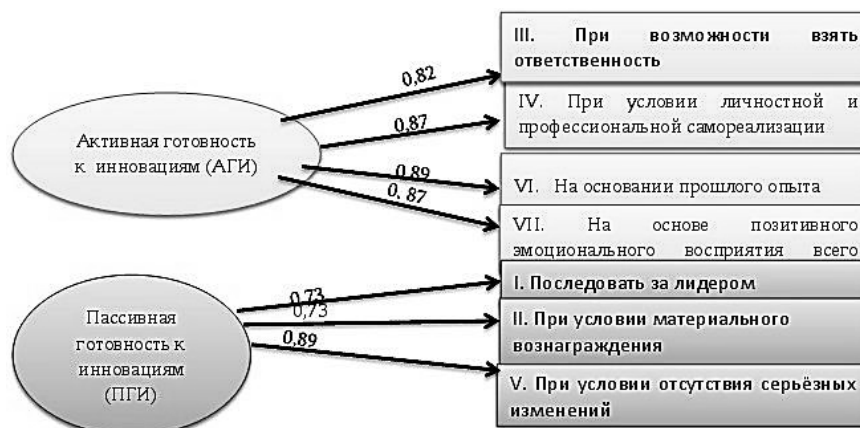 III. При возможности взять
ответственность
0,82
IV. При условии личностной и
профессиональной самореализации
0,87
Активная готовность
к инновациям (АГИ)
0,89
VI. На основании прошлого опыта
0, 87
VII. На основе позитивного
эмоционального восприятия всего
I. Последовать за лидером
0,73
0,73
II. При условии материального
вознаграждения
Пассивная
готовность к
инновациям
(ПГИ)
0,89
V. При условии отсутствия серьёзных
изменений